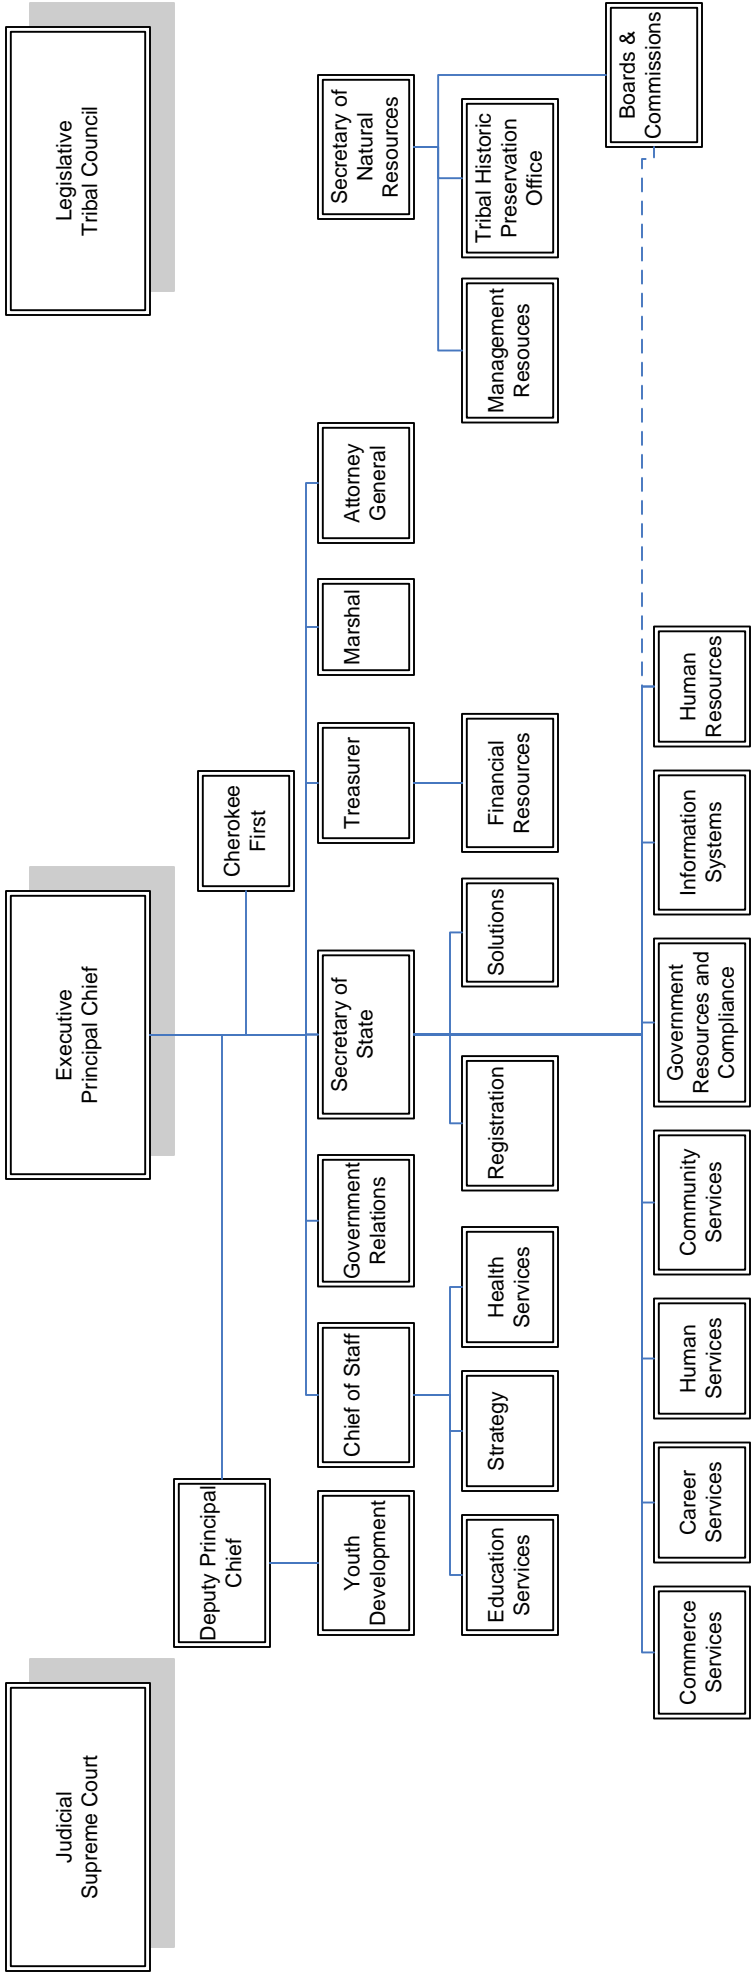 Judicial
Supreme Court
Executive
Principal Chief
Legislative
Tribal Council
Deputy Principal
Chief
Cherokee
First
Youth
Development
Chief of Staff
Government
Relations
Secretary of
State
Treasurer
Marshal
Attorney
General
Secretary of
Natural
Resources
Education
Services
Strategy
Health
Services
Registration
Solutions
Financial
Resources
Management
Resouces
Tribal Historic
Preservation
Office
Boards &
Commissions
Commerce
Services
Career
Services
Human
Services
Community
Services
Government
Resources and
Compliance
Information
Systems
Human
Resources